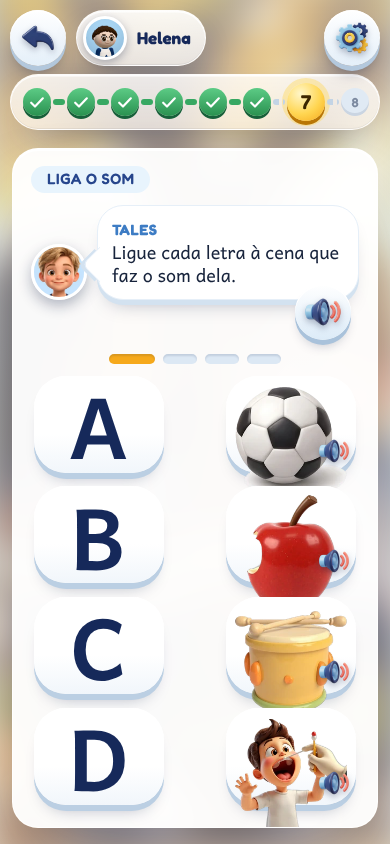 Helena
7
8
LIGA O SOM
TALES
Ligue cada letra à cena que
faz o som dela.
A
B
C
D